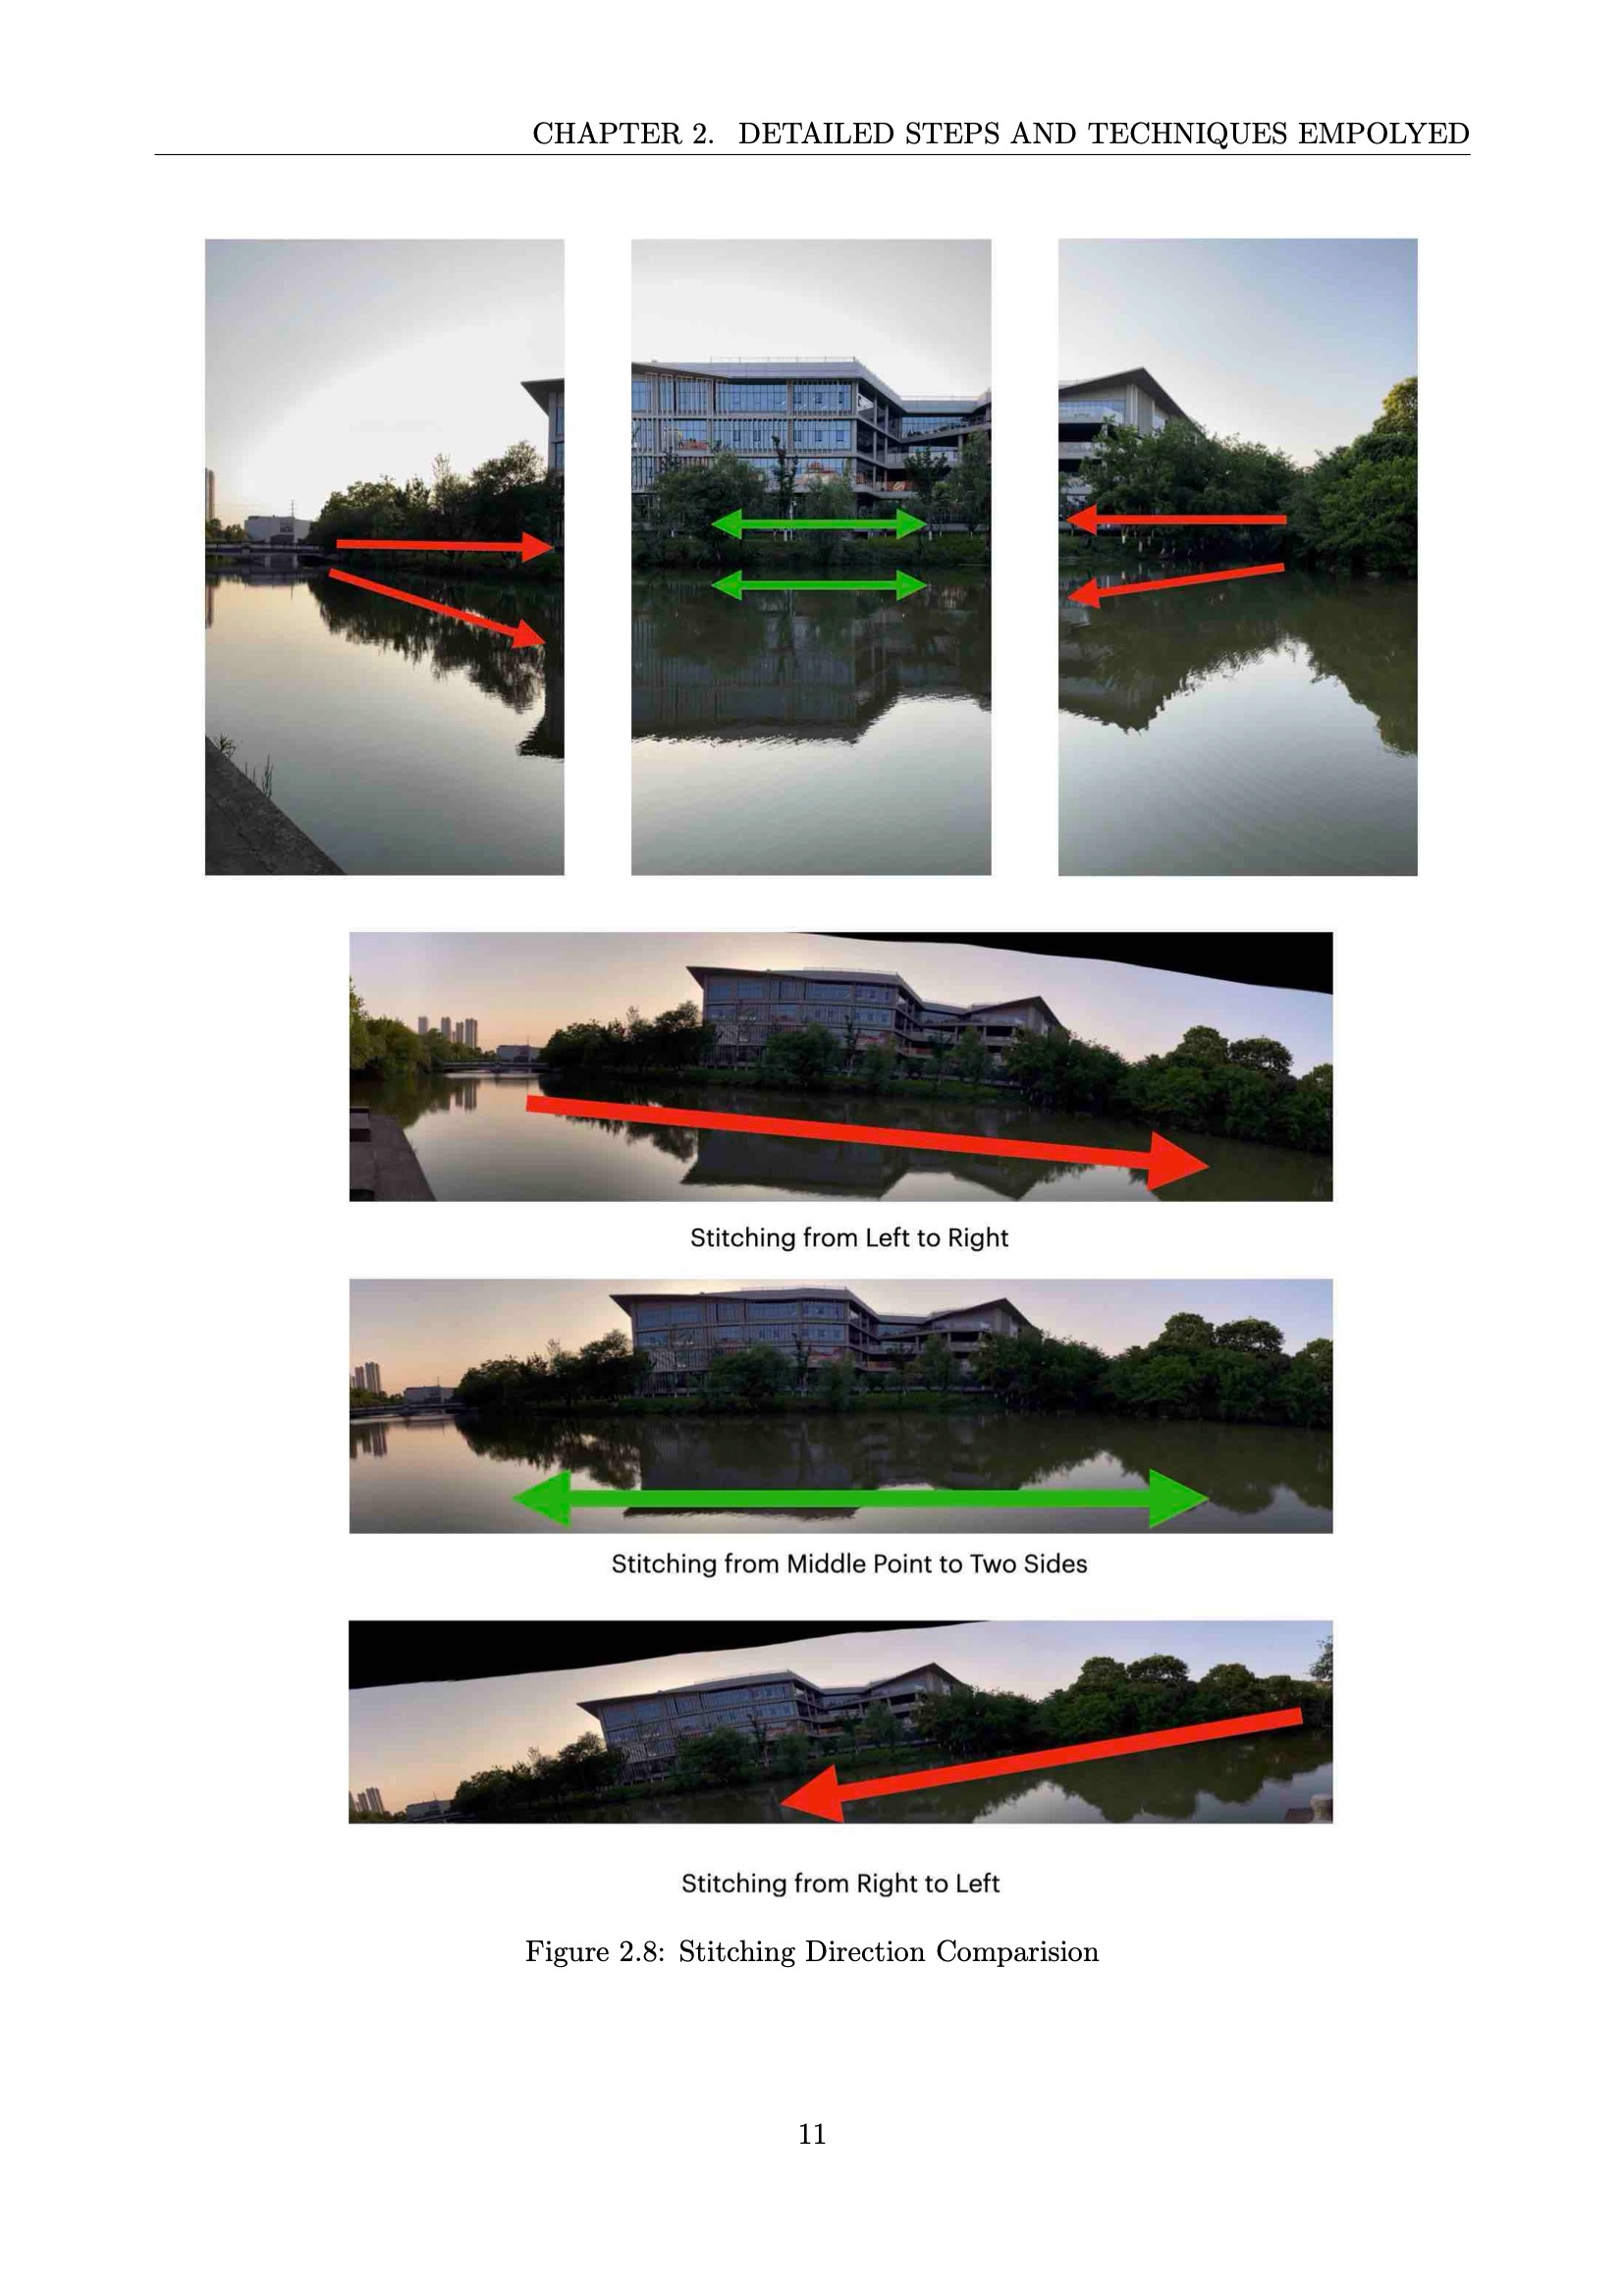 CHAPTER 2. DETAILED STEPS AND TECHNIQUES EMPOLYED
Stitching from Left to Right
Stitching from Middle Point to Two Sides
Stitching from Right to Left
Figure 2.8: Stitching Direction Comparision
11